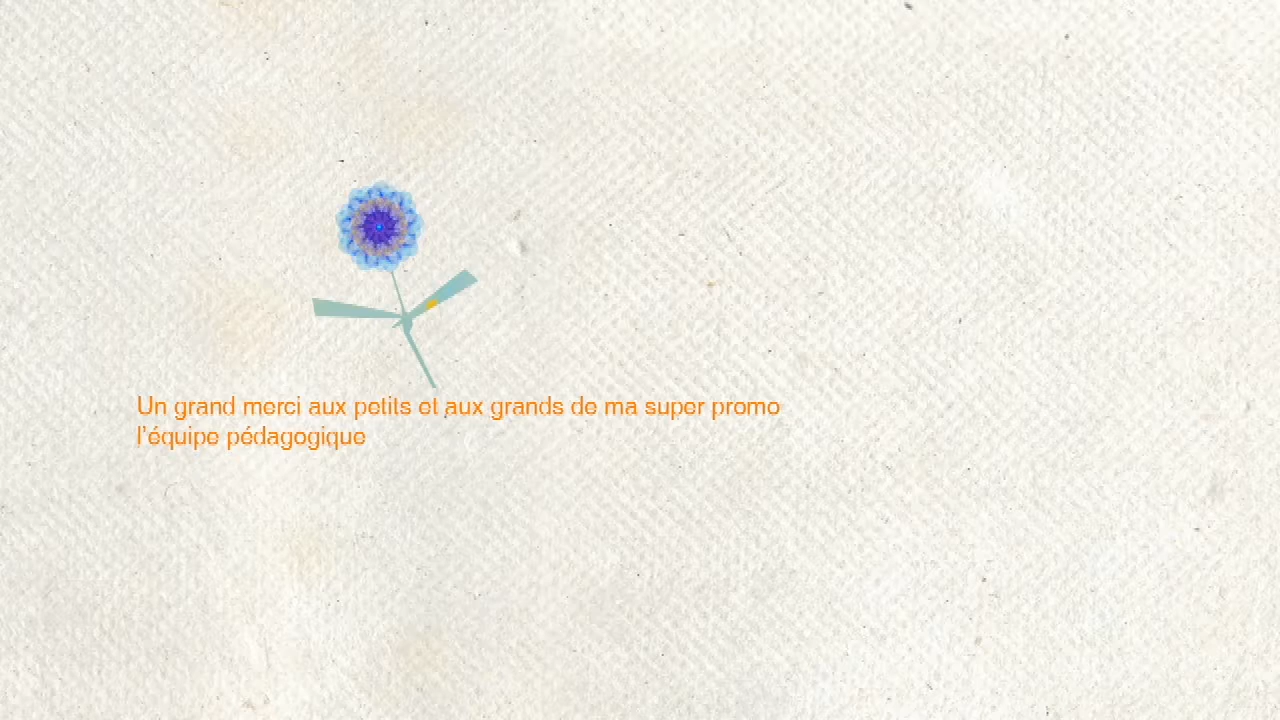 Un grand merci aux petits et aux grands de ma super promo
l'équipe pédagogique